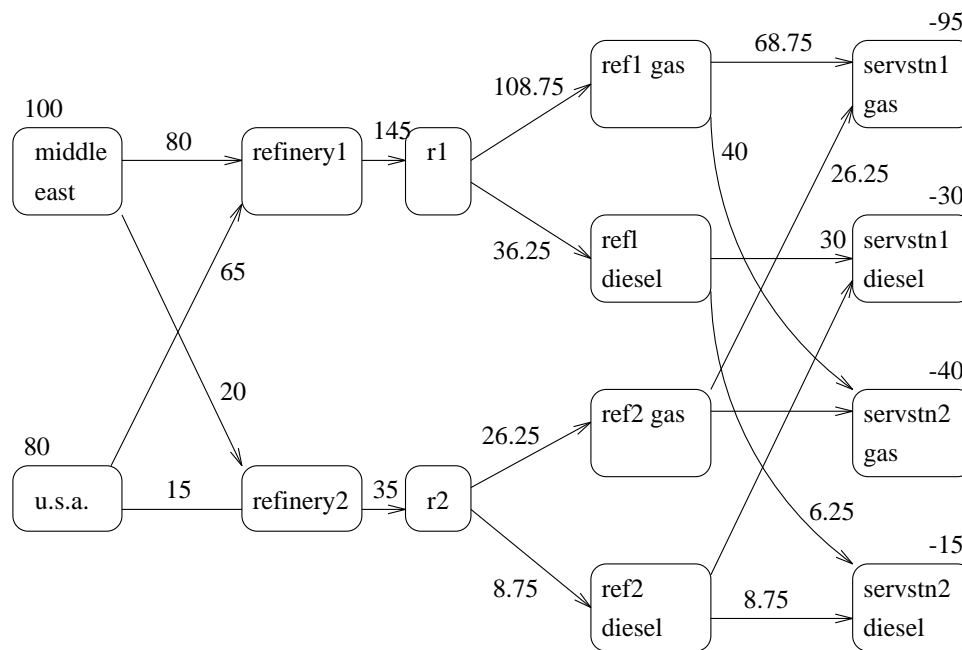 -95
68.75
ref1 gas
servstn1
gas
108.75
100
middle
east
80
refinery1
145
r1
40
26.25
-30
36.25
refl
diesel
30
servstn1
diesel
65
20
-40
ref2 gas
servstn2
gas
80
26.25
u.s.a.
15
refinery2
35
r2
6.25
-15
8.75
ref2
diesel
8.75
servstn2
diesel